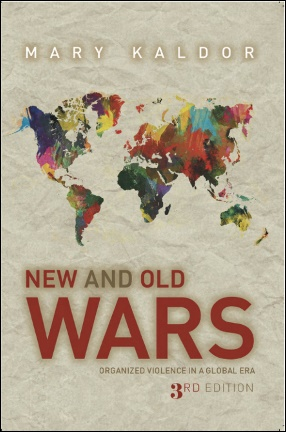 MARY KALDOR
NEW AND OLD
WARS
ORGANIZED VIOLENCE IN A GLOBAL ERA
3RD EDITION